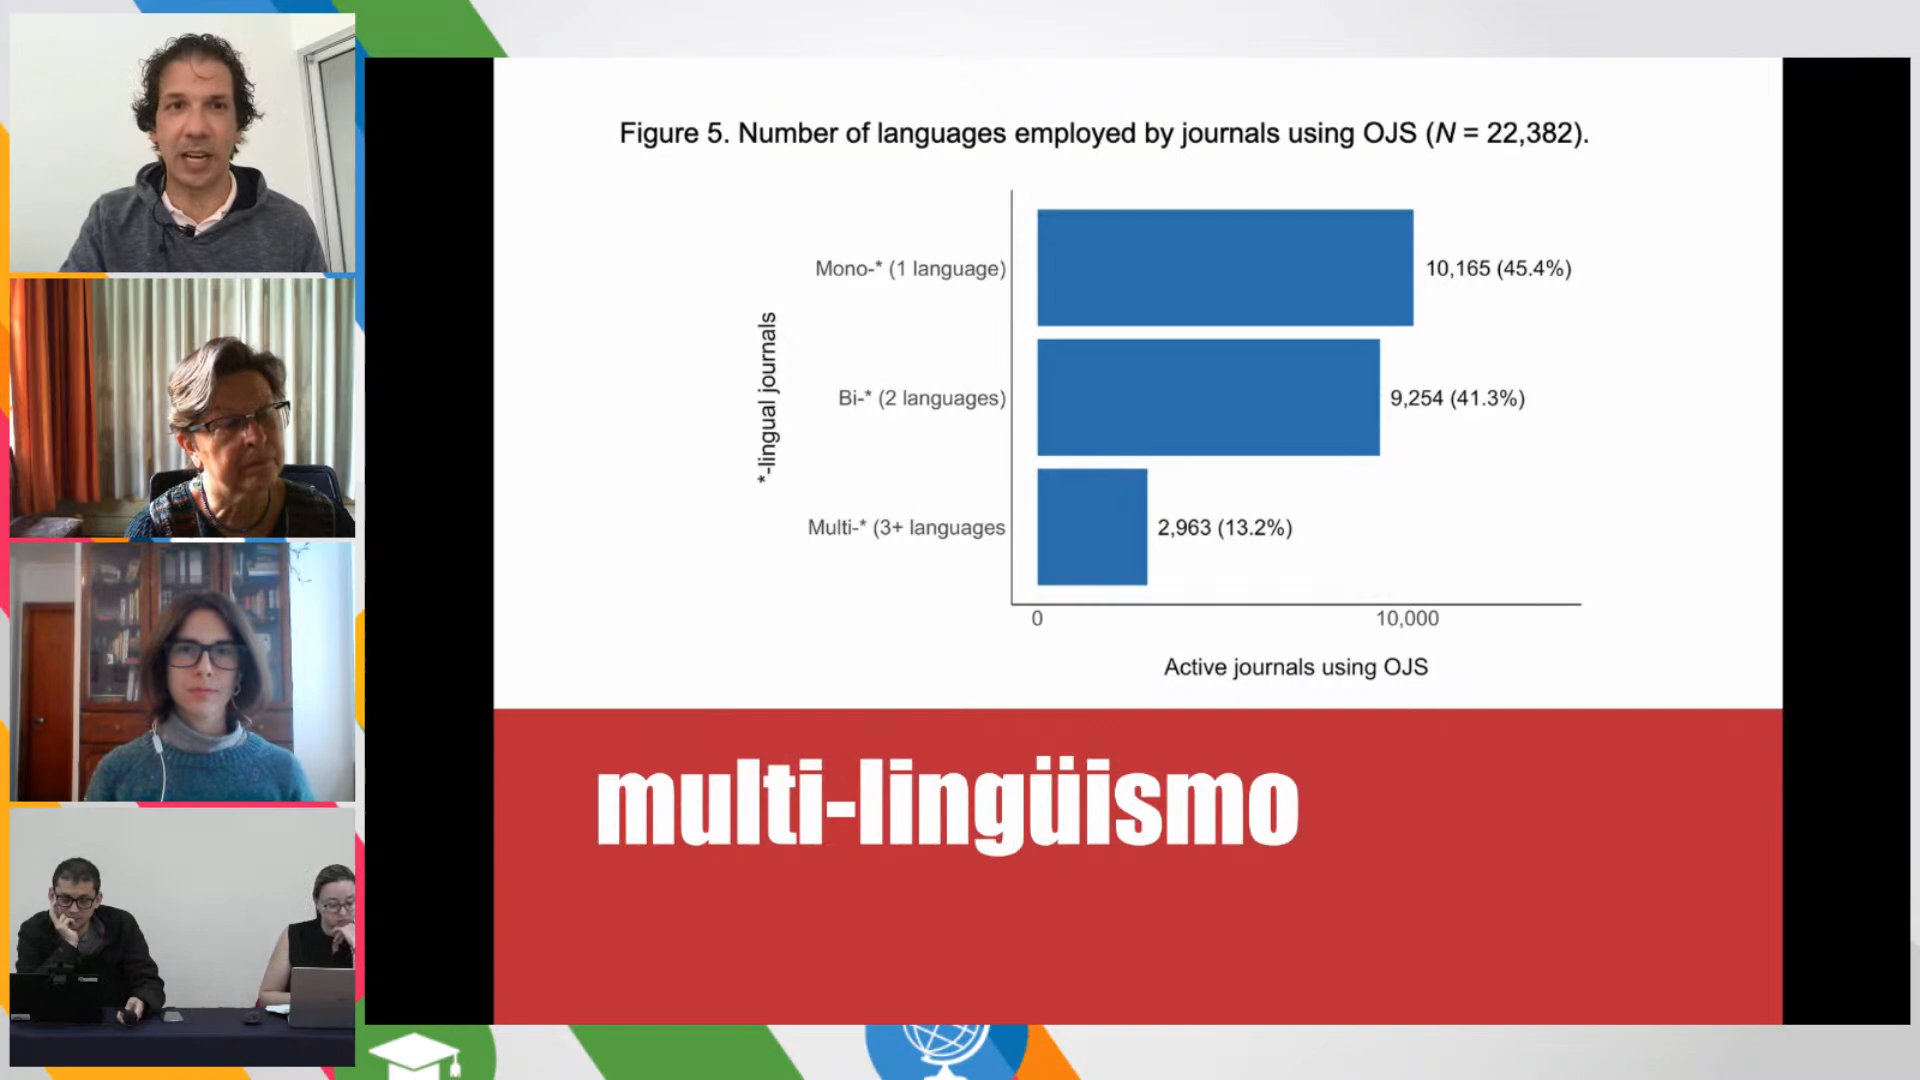 Figure 5. Number of languages employed by journals using OJS (N = 22,382).
*-lingual journals
Mono-* (1 language)
10,165 (45.4%)
Bi-* (2 languages)
9,254 (41.3%)
Multi-* (3+ languages
2,963 (13.2%)
0
10,000
Active journals using OJS
multi-lingüismo